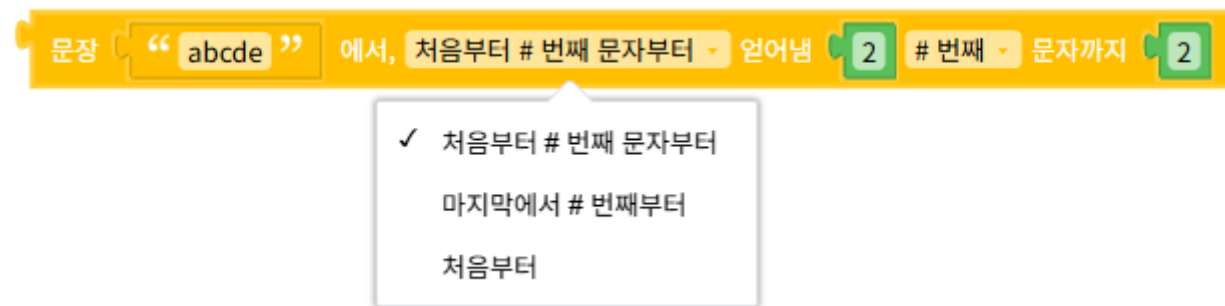 문장 “ abcde ” 에서, 처음부터 # 번째 문자부터 얻어냄 2 # 번째 문자까지 2
✓ 처음부터 # 번째 문자부터
마지막에서 # 번째부터
처음부터